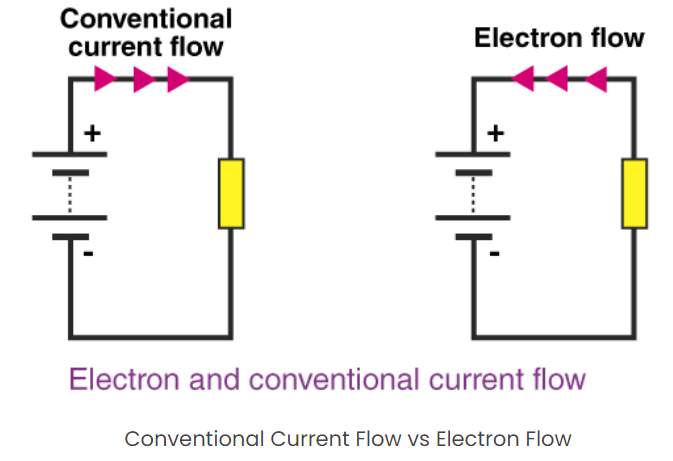 Conventional
current flow
Electron flow
+
+
-
-
Electron and conventional current flow
Conventional Current Flow vs Electron Flow